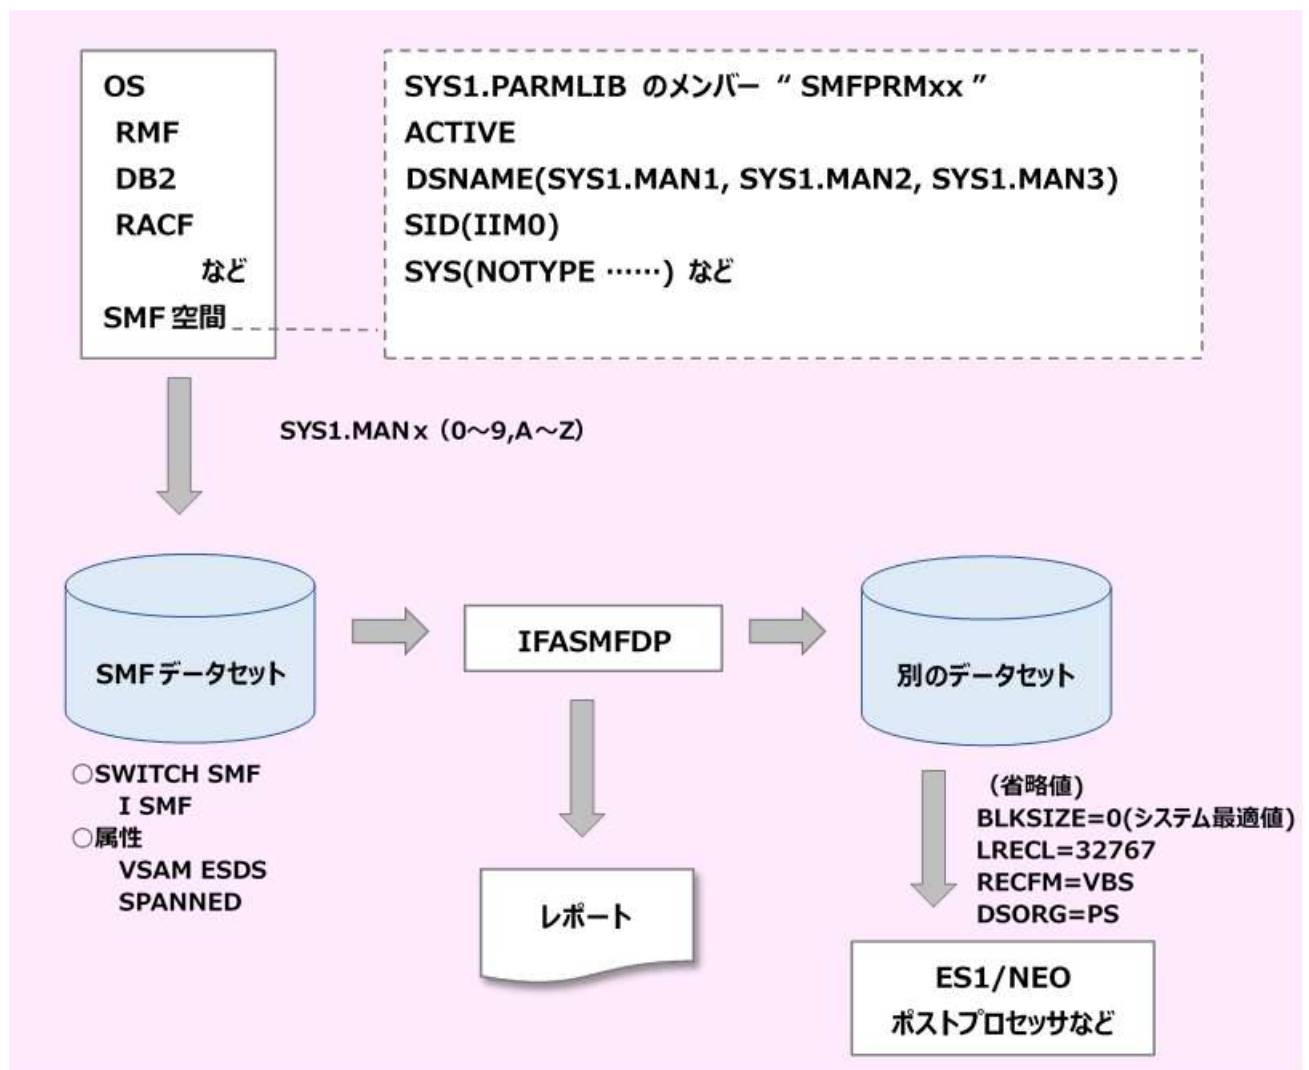 OS
RMF
DB2
RACF
など
SMF 空間
SYS1.PARMLIB のメンバー “ SMFPRMxx ”
ACTIVE
DSNAME(SYS1.MAN1, SYS1.MAN2, SYS1.MAN3)
SID(IIM0)
SYS(NOTYPE ……) など
SYS1.MANx（0～9,A～Z）
SMFデータセット
IFASMFDP
別のデータセット
○SWITCH SMF
I SMF
○属性
VSAM ESDS
SPANNED
レポート
（省略値)
BLKSIZE=0(システム最適値)
LRECL=32767
RECFM=VBS
DSORG=PS
ES1/NEO
ポストプロセッサなど